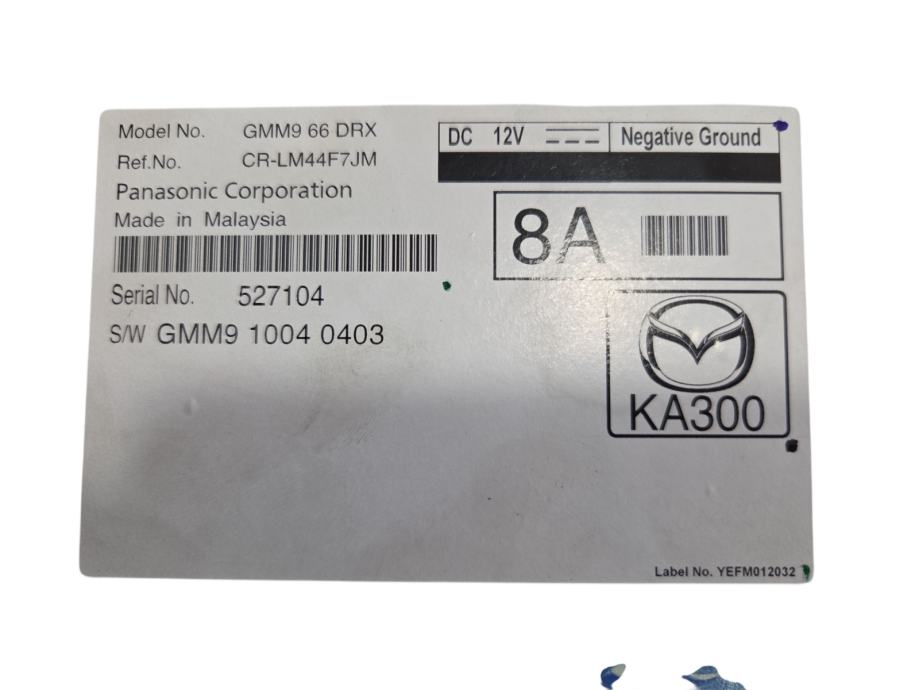 Model No. GMM9 66 DRX
Ref.No. CR-LM44F7JM
Panasonic Corporation
Made in Malaysia
Serial No. 527104
S/W GMM9 1004 0403
DC 12V Negative Ground
8A
KA300
Label No. YEFM012032